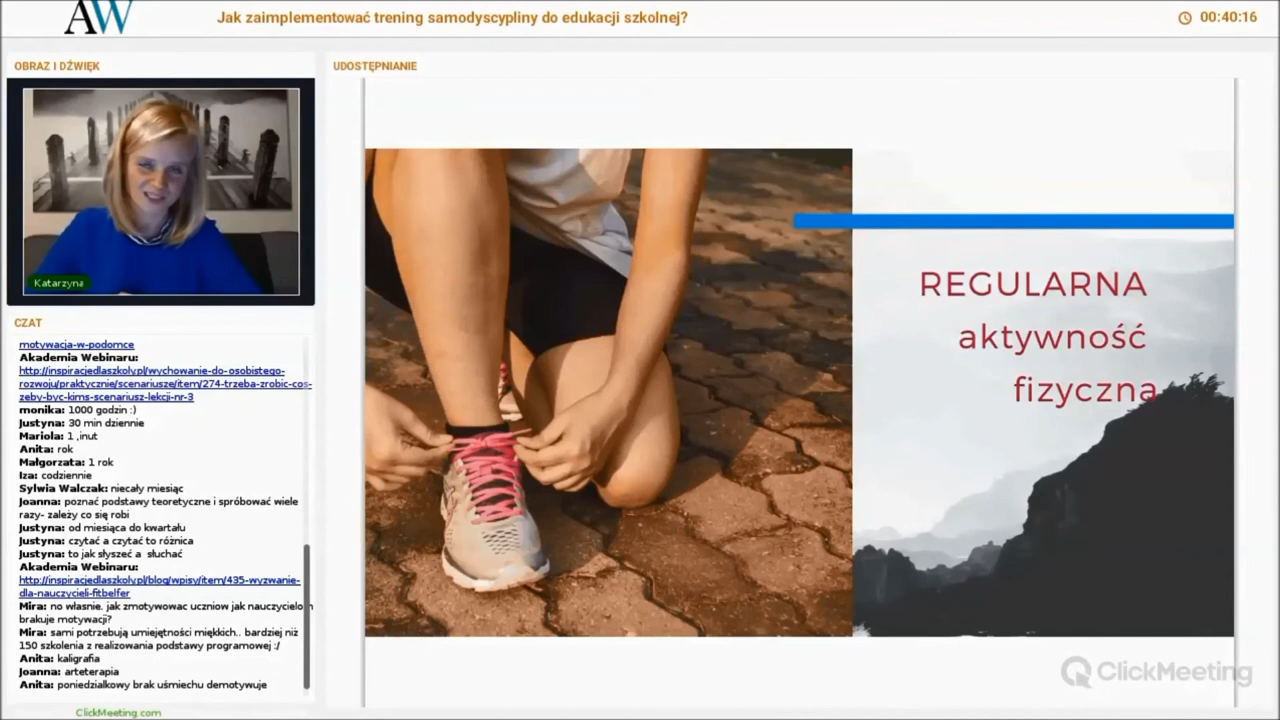 AW
Jak zaimplementować trening samodyscypliny do edukacji szkolnej?
00:40:16
OBRAZ I DŹWIĘK
Katarzyna
CZAT
motywacja-w-podomce
Akademia Webinaru:
http://inspiracjedlaszkoly.pl/wychowanie-do-osobistego-
rozwoju/praktycznie/scenariusze/item/274-trzeba-zrobic-cos-
zeby-byc-kims-scenariusz-lekcji-nr-3
monika: 1000 godzin :)
Justyna: 30 min dziennie
Mariola: 1 ,inut
Anita: rok
Małgorzata: 1 rok
Iza: codziennie
Sylwia Walczak: niecały miesiąc
Joanna: poznać podstawy teoretyczne i spróbować wiele
razy- zależy co się robi
Justyna: od miesiąca do kwartału
Justyna: czytać a czytać to różnica
Justyna: to jak słyszeć a słuchać
Akademia Webinaru:
http://inspiracjedlaszkoly.pl/blog/wpisy/item/435-wyzwanie-
dla-nauczycieli-fitbelfer
Mira: no własnie. jak zmotywowac uczniow jak nauczycielom
brakuje motywacji?
Mira: sami potrzebują umiejętności miękkich.. bardziej niż
150 szkolenia z realizowania podstawy programowej :/
Anita: kaligrafia
Joanna: arteterapia
Anita: poniedziałkowy brak uśmiechu demotywuje
ClickMeeting.com
UDOSTĘPNIANIE
REGULARNA
aktywność
fizyczna
ClickMeeting